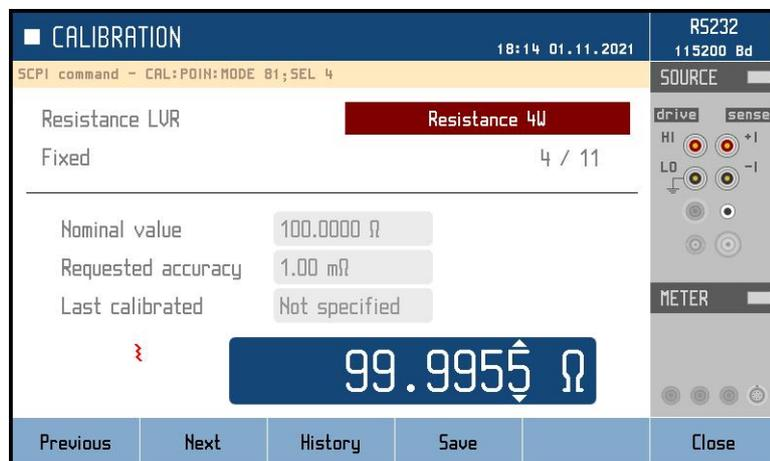 CALIBRATION
18:14 01.11.2021
RS232
115200 Bd
SCPI command - CAL:POIN:MODE 81;SEL 4
SOURCE
Resistance LVR
Resistance 4W
Fixed
4 / 11
drive
sense
HI
+I
LO
-I
Nominal value
100.0000 Ω
Requested accuracy
1.00 mΩ
Last calibrated
Not specified
METER
99.9955 Ω
Previous
Next
History
Save
Close